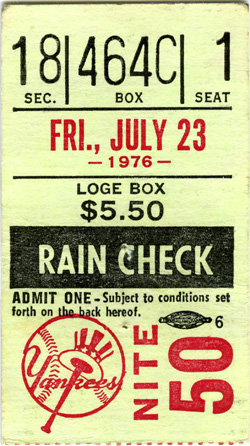 18 464C 1
SEC. BOX SEAT
FRI., JULY 23
- 1976 -
LOGE BOX
$5.50
RAIN CHECK
ADMIT ONE - Subject to conditions set
forth on the back hereof.
6
Yankees
NITE
50